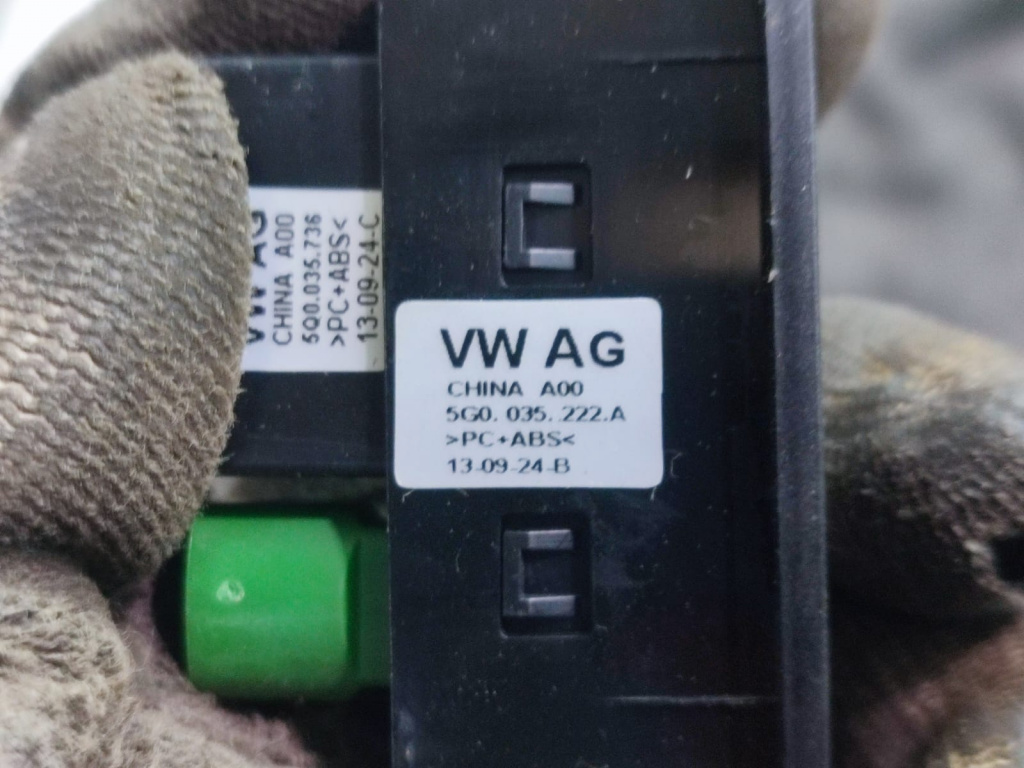 VW AG
CHINA A00
5Q0.035.736
>PC+ABS<
13-09-24-C
VW AG
CHINA A00
5G0. 035. 222.A
>PC+ABS<
13-09-24-B